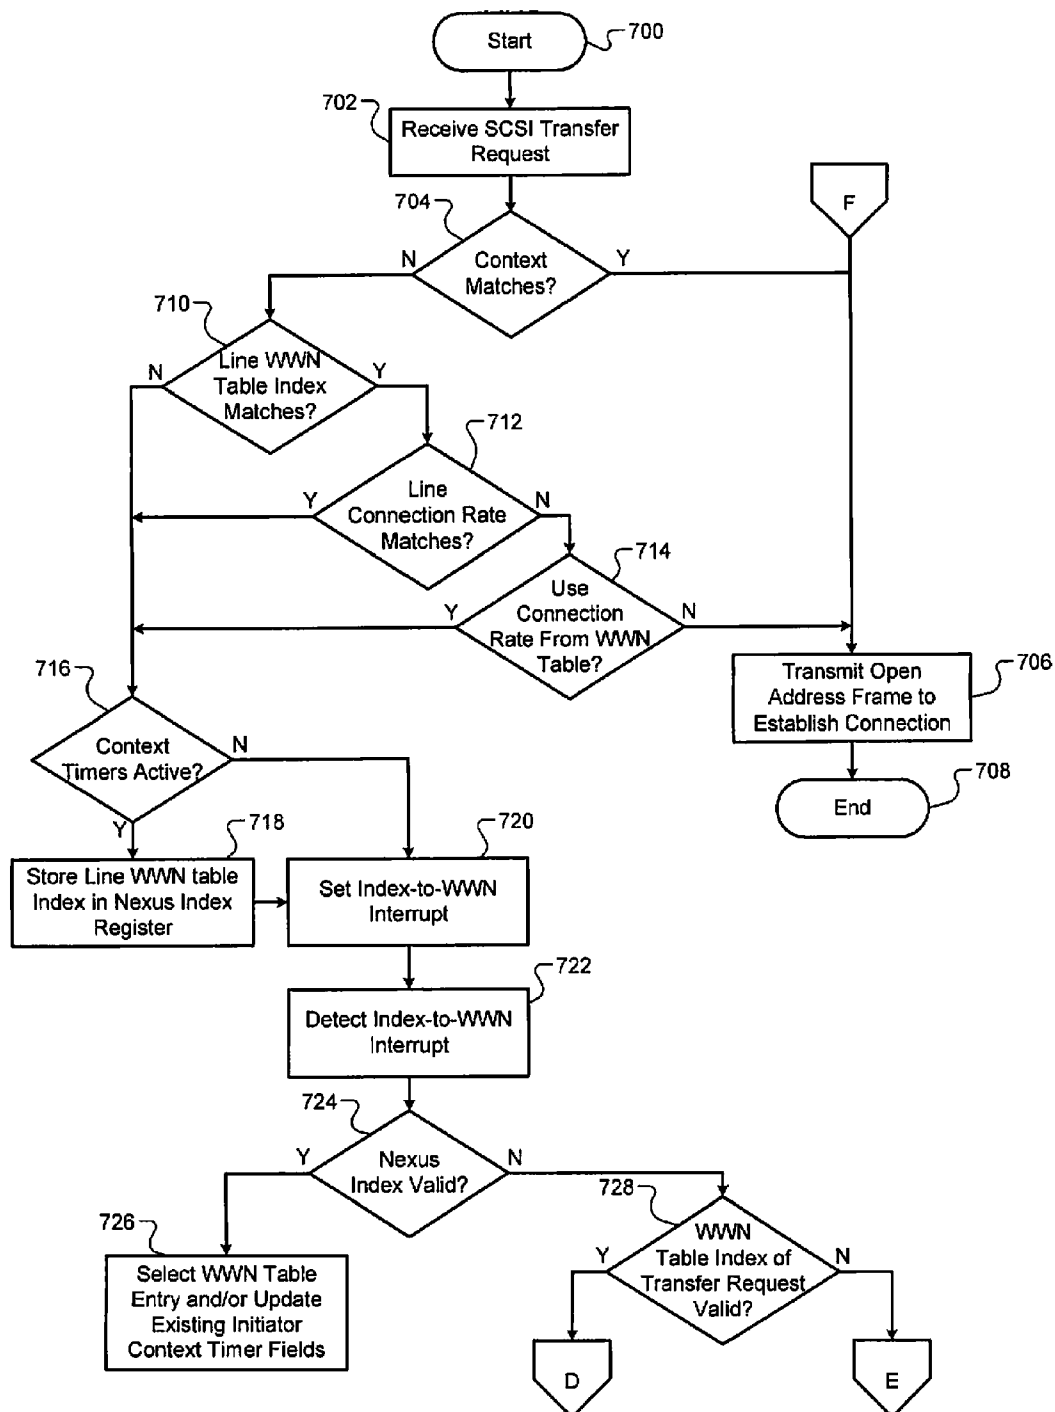 Start
700
702
Receive SCSI Transfer
Request
704
F
N
Context
Matches?
Y
710
N
Line WWN
Table Index
Matches?
Y
712
Y
Line
Connection Rate
Matches?
N
714
Y
Use
Connection
Rate From WWN
Table?
N
716
Transmit Open
Address Frame to
Establish Connection
706
Context
Timers Active?
N
Y
End
708
718
Store Line WWN table
Index in Nexus Index
Register
720
Set Index-to-WWN
Interrupt
722
Detect Index-to-WWN
Interrupt
724
Y
Nexus
Index Valid?
N
726
Select WWN Table
Entry and/or Update
Existing Initiator
Context Timer Fields
728
Y
WWN
Table Index of
Transfer Request
Valid?
N
D
E